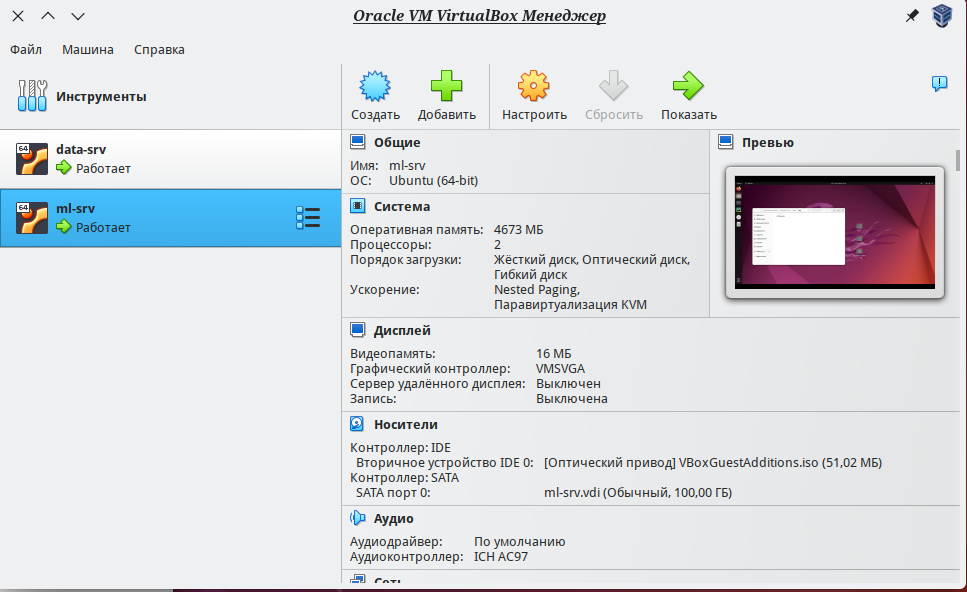 Oracle VM VirtualBox Менеджер
Файл Машина Справка
Инструменты
Создать Добавить Настроить Сбросить Показать
64 data-srv
Работает
64 ml-srv
Работает
Общие
Имя: ml-srv
ОС: Ubuntu (64-bit)
Превью
Система
Оперативная память: 4673 МБ
Процессоры: 2
Порядок загрузки: Жёсткий диск, Оптический диск,
Гибкий диск
Ускорение: Nested Paging,
Паравиртуализация KVM
Дисплей
Видеопамять: 16 МБ
Графический контроллер: VMSVGA
Сервер удалённого дисплея: Выключен
Запись: Выключена
Носители
Контроллер: IDE
Вторичное устройство IDE 0: [Оптический привод] VBoxGuestAdditions.iso (51,02 МБ)
Контроллер: SATA
SATA порт 0: ml-srv.vdi (Обычный, 100,00 ГБ)
Аудио
Аудиодрайвер: По умолчанию
Аудиоконтроллер: ICH AC97
Сеть